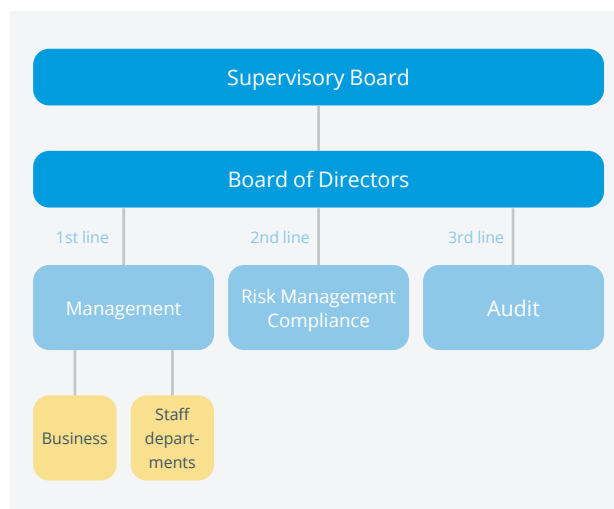 Supervisory Board
Board of Directors
1st line
2nd line
3rd line
Management
Risk Management
Compliance
Audit
Business
Staff
depart-
ments